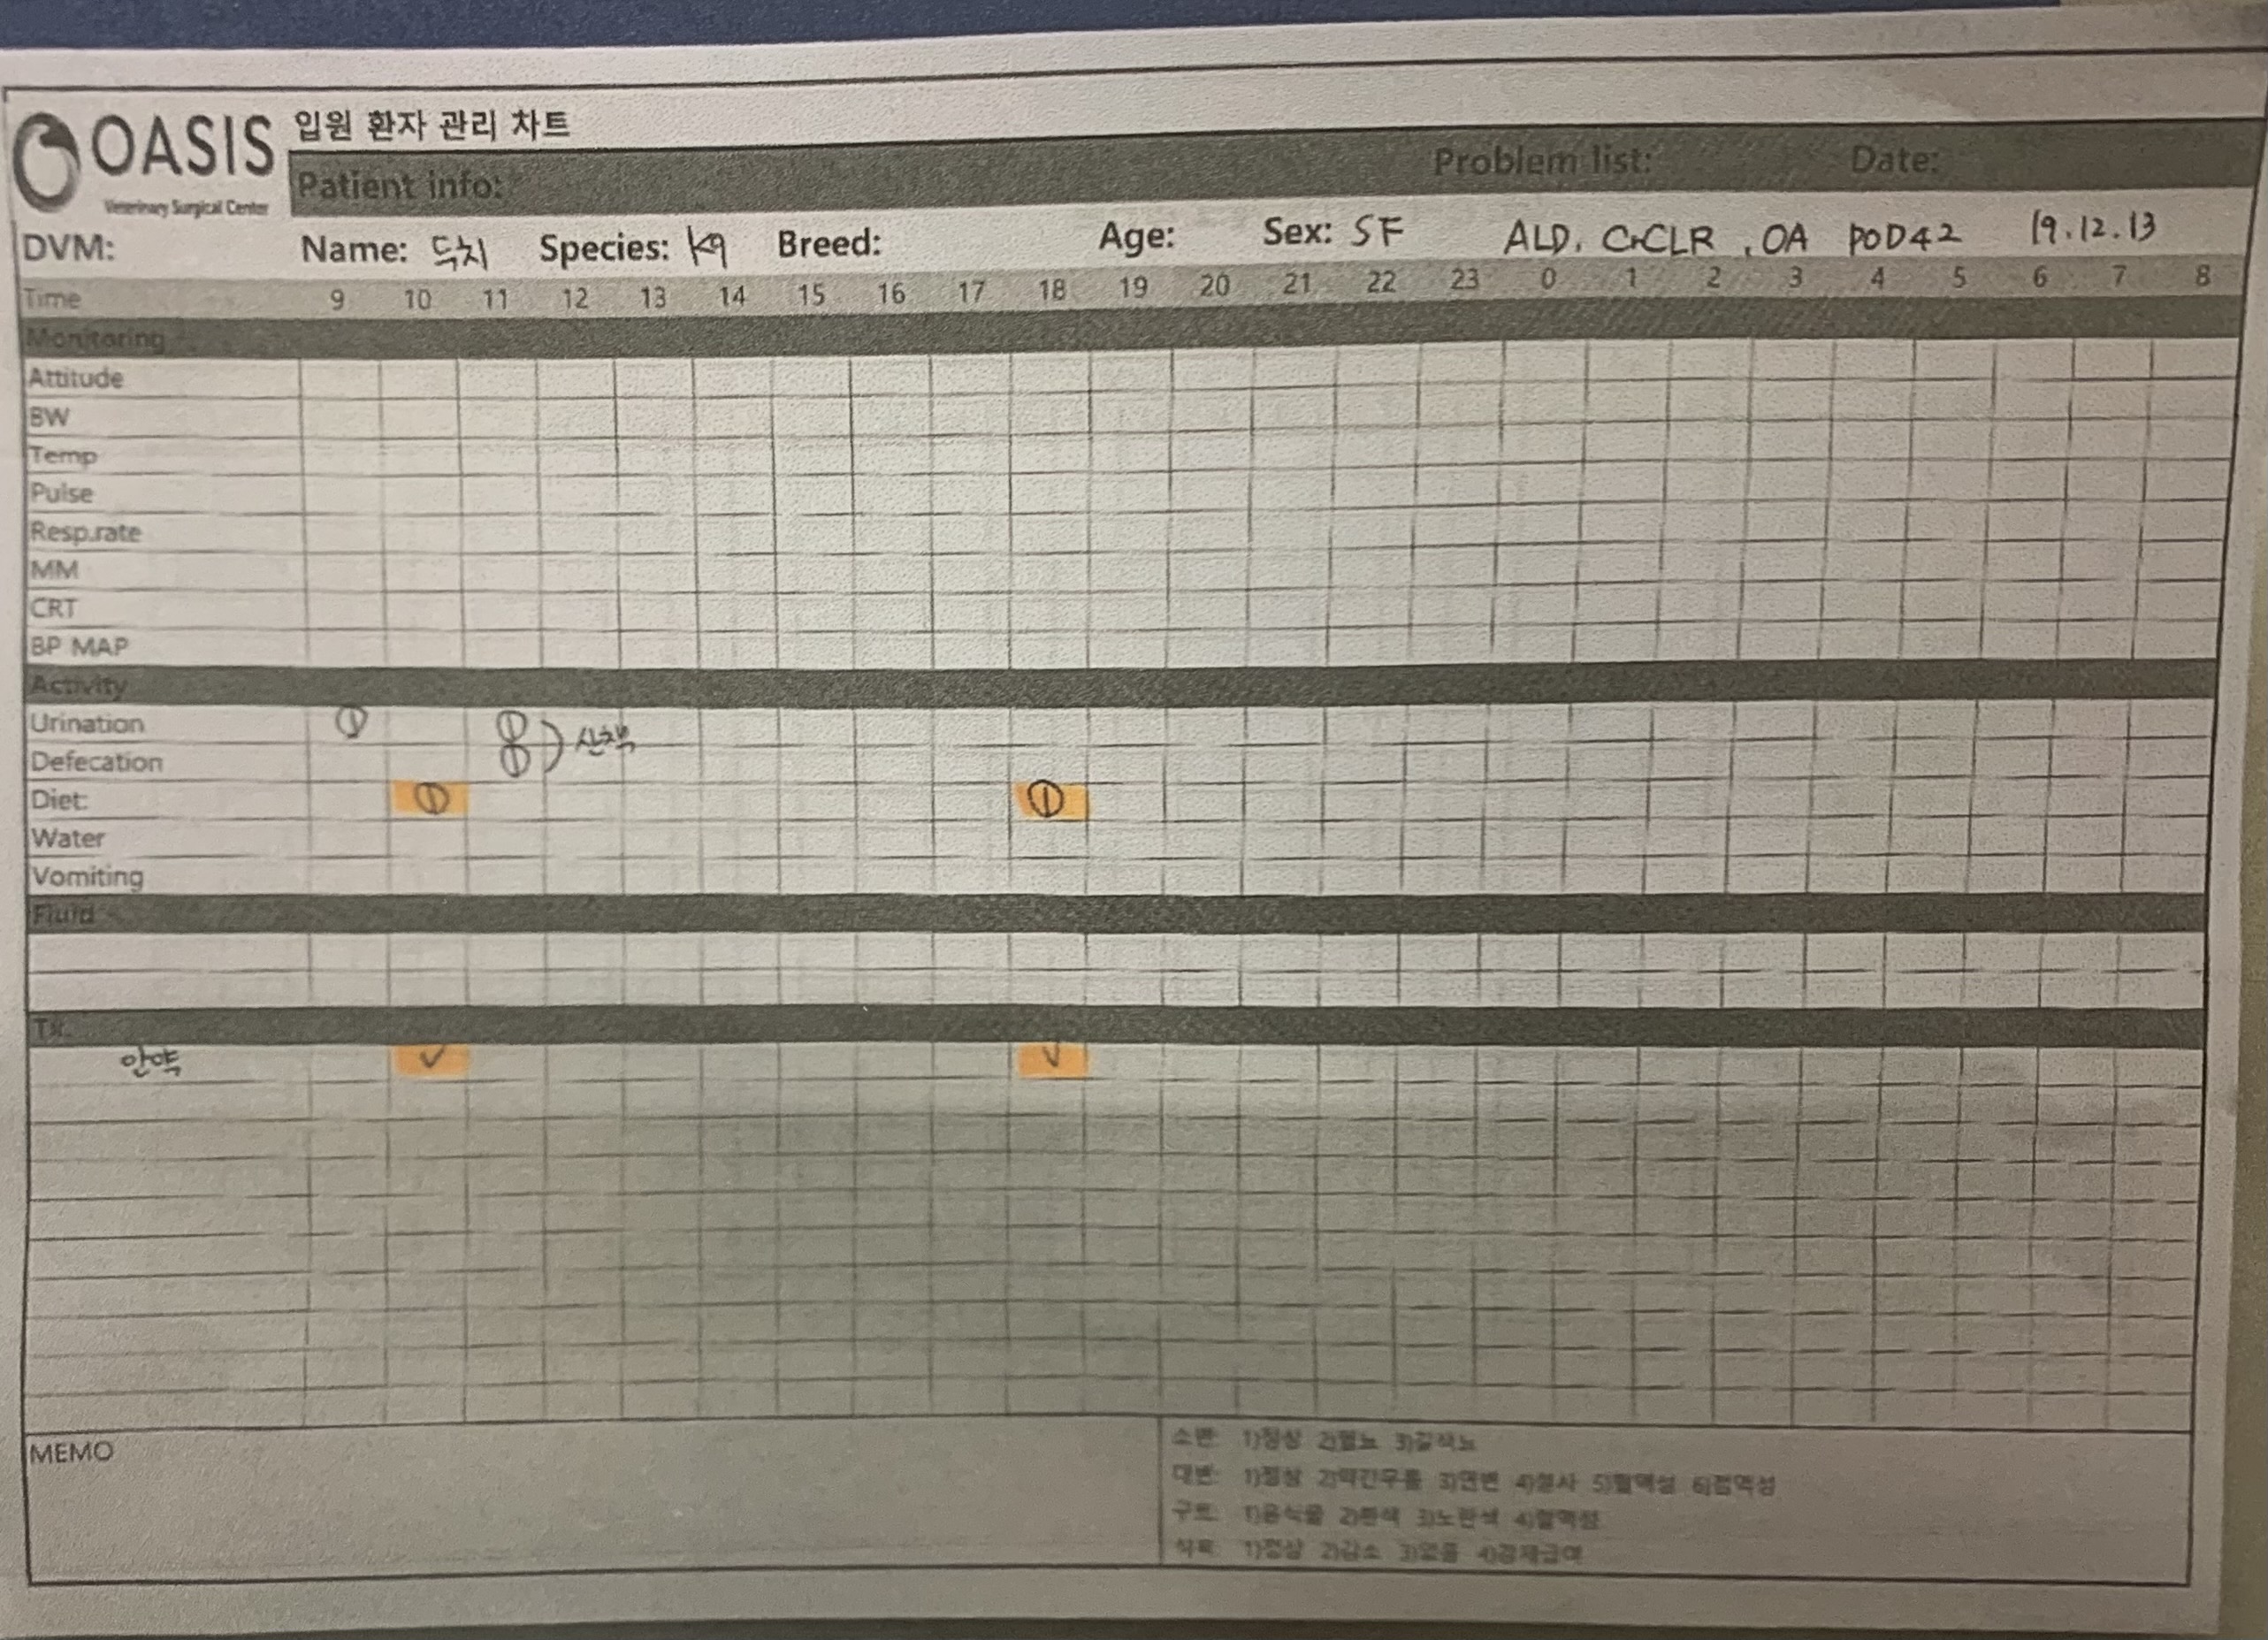 OASIS 입원 환자 관리 차트
Veterinary Surgical Center
Patient info: Problem list: Date:
DVM: Name: 두치 Species: K9 Breed: Age: Sex: SF ALD, CrCLR, OA POD42 19.12.13
Time 9 10 11 12 13 14 15 16 17 18 19 20 21 22 23 0 1 2 3 4 5 6 7 8
Monitoring
Attitude
BW
Temp
Pulse
Resp.rate
MM
CRT
BP MAP
Activity
Urination ① ① 산책
Defecation ①
Diet: ① ①
Water
Vomiting
Fluid
Tx.
안약 ✓ ✓
MEMO
소변: 1)정상 2)혈뇨 3)갈색뇨
대변: 1)정상 2)약간무름 3)연변 4)설사 5)혈액성 6)점액성
구토: 1)음식물 2)흰색 3)노란색 4)혈액성
식욕: 1)정상 2)감소 3)없음 4)강제급여